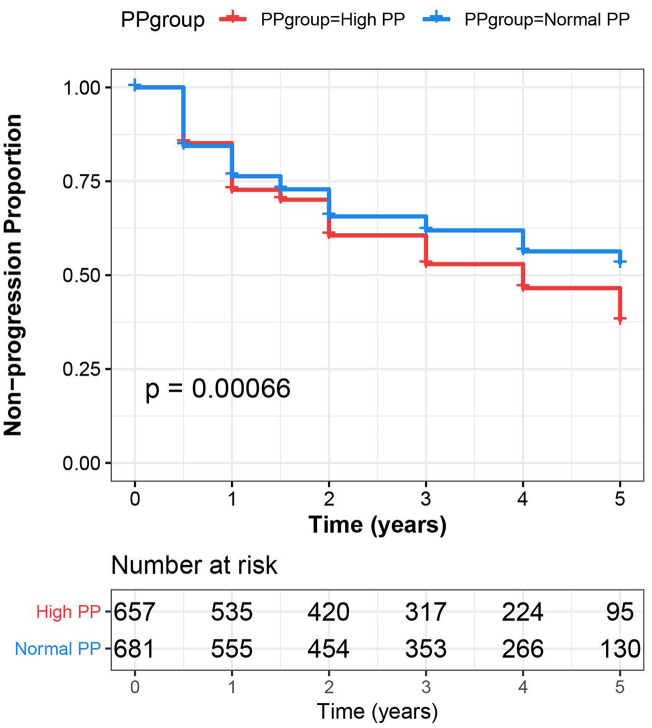 PPgroup PPgroup=High PP PPgroup=Normal PP
1.00
0.75
0.50
0.25
0.00
Non−progression Proportion
p = 0.00066
0 1 2 3 4 5
Time (years)
Number at risk
High PP 657 535 420 317 224 95
Normal PP 681 555 454 353 266 130
0 1 2 3 4 5
Time (years)